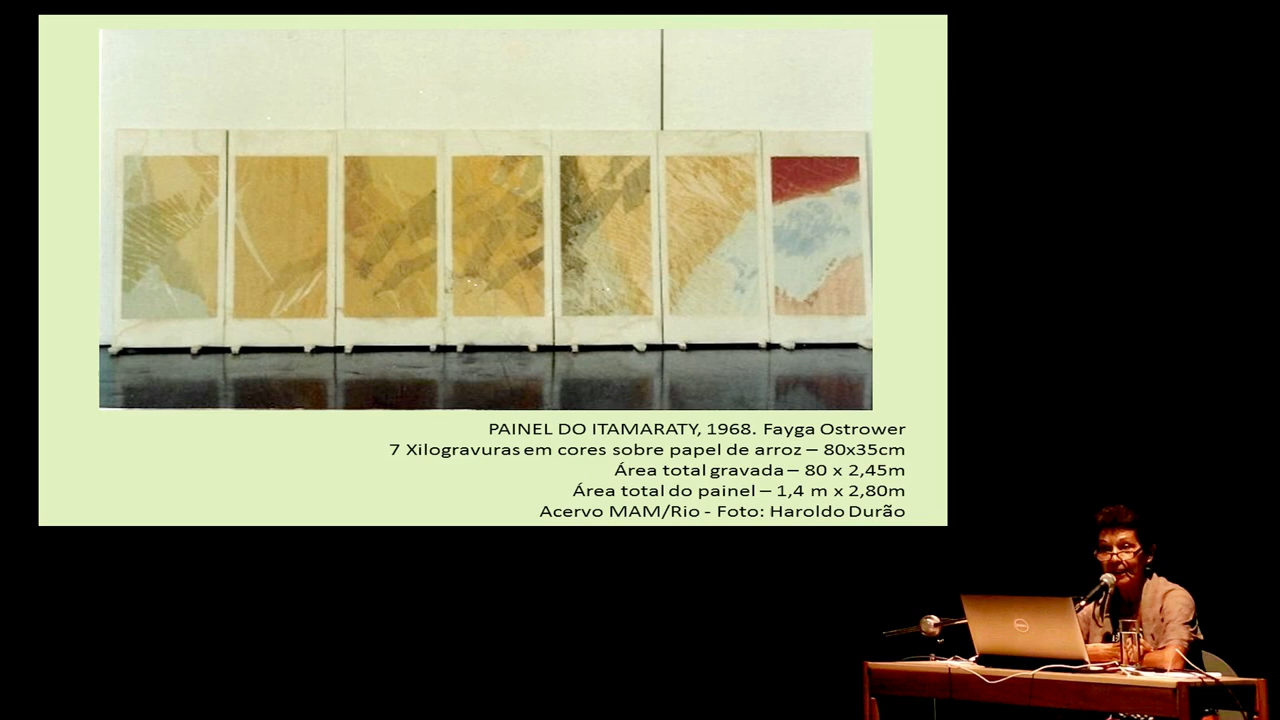 PAINEL DO ITAMARATY, 1968. Fayga Ostrower
7 Xilogravuras em cores sobre papel de arroz – 80x35cm
Área total gravada – 80 x 2,45m
Área total do painel – 1,4 m x 2,80m
Acervo MAM/Rio - Foto: Haroldo Durão